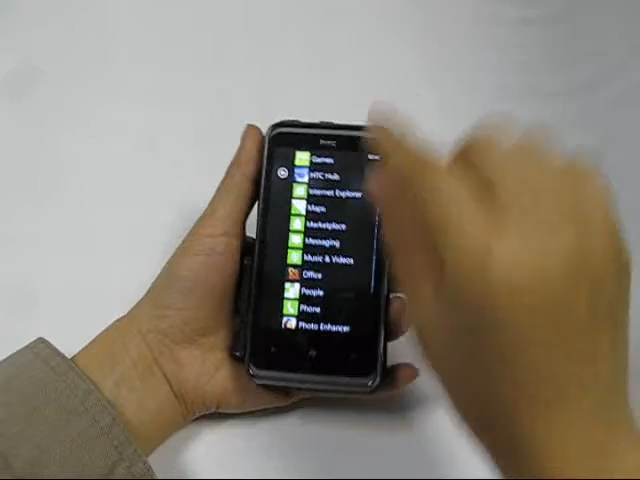 hTC
Games
HTC Hub
Internet Explorer
Maps
Marketplace
Messaging
Music & Videos
Office
People
Phone
Photo Enhancer